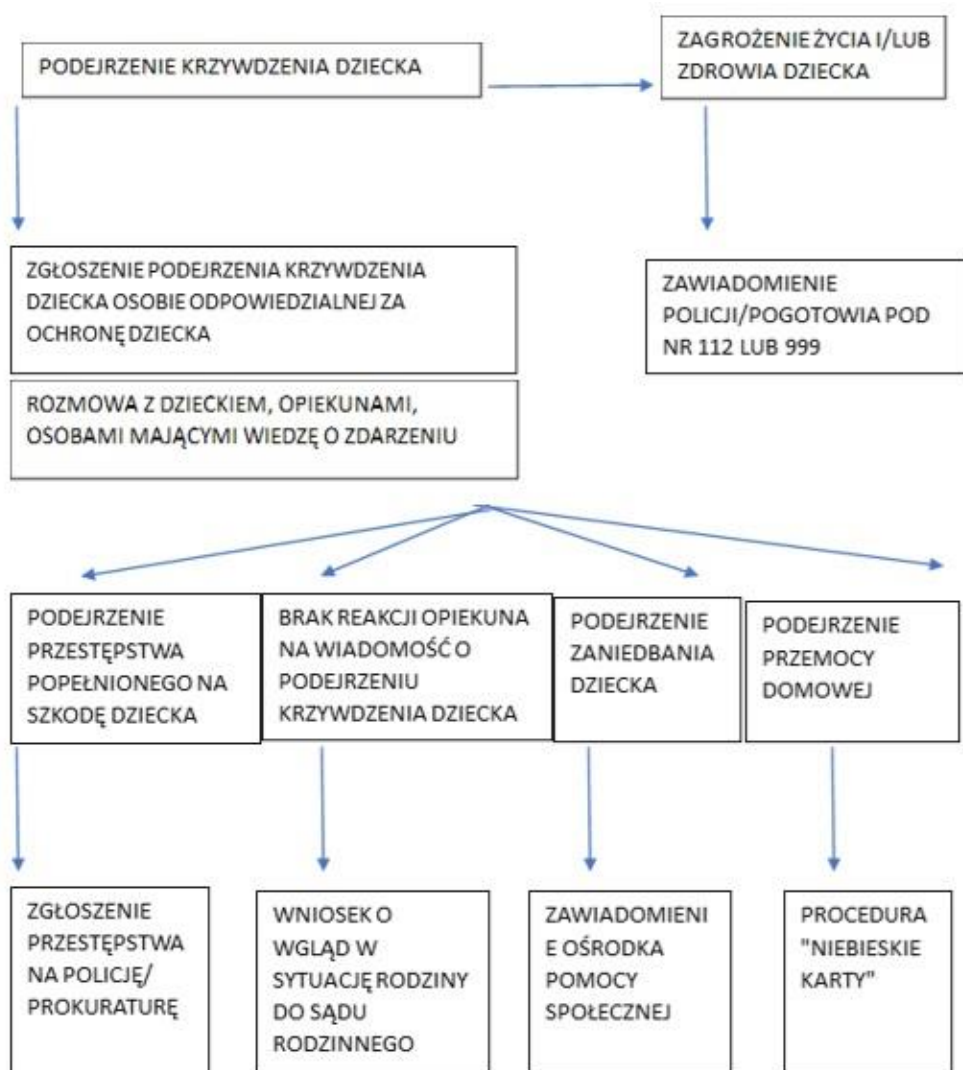 PODEJRZENIE KRZYWDZENIA DZIECKA
ZAGROŻENIE ŻYCIA I/LUB
ZDROWIA DZIECKA
ZGŁOSZENIE PODEJRZENIA KRZYWDZENIA
DZIECKA OSOBIE ODPOWIEDZIALNEJ ZA
OCHRONĘ DZIECKA
ZAWIADOMIENIE
POLICJI/POGOTOWIA POD
NR 112 LUB 999
ROZMOWA Z DZIECKIEM, OPIEKUNAMI,
OSOBAMI MAJĄCYMI WIEDZĘ O ZDARZENIU
PODEJRZENIE
PRZESTĘPSTWA
POPEŁNIONEGO NA
SZKODĘ DZIECKA
BRAK REAKCJI OPIEKUNA
NA WIADOMOŚĆ O
PODEJRZENIU
KRZYWDZENIA DZIECKA
PODEJRZENIE
ZANIEDBANIA
DZIECKA
PODEJRZENIE
PRZEMOCY
DOMOWEJ
ZGŁOSZENIE
PRZESTĘPSTWA
NA POLICJĘ/
PROKURATURĘ
WNIOSEK O
WGLĄD W
SYTUACJĘ RODZINY
DO SĄDU
RODZINNEGO
ZAWIADOMIENI
E OŚRODKA
POMOCY
SPOŁECZNEJ
PROCEDURA
"NIEBIESKIE
KARTY"